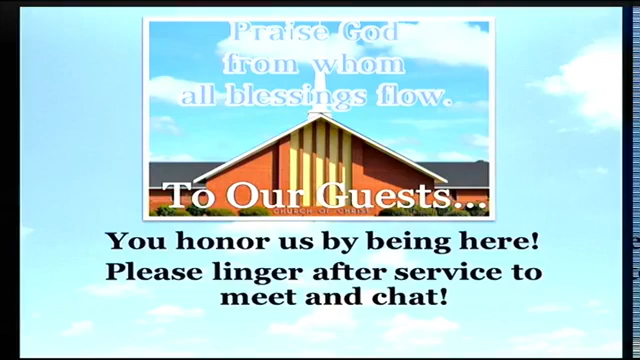 Praise God
from whom
all blessings flow.
To Our Guests...
CHURCH OF CHRIST
You honor us by being here!
Please linger after service to
meet and chat!